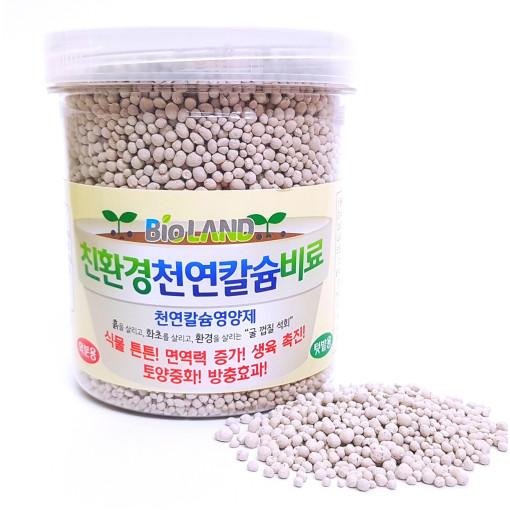 BioLAND
친환경천연칼슘비료
천연칼슘영양제
흙을 살리고, 화초를 살리고, 환경을 살리는 "굴 껍질 석회"
식물 튼튼! 면역력 증가! 생육 촉진!
토양중화! 방충효과!
화분용
텃밭용